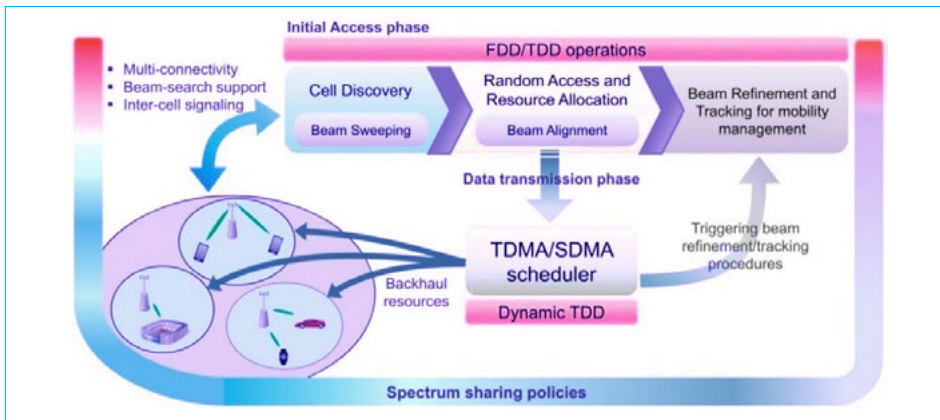 Initial Access phase
FDD/TDD operations
▪ Multi-connectivity
▪ Beam-search support
▪ Inter-cell signaling
Cell Discovery
Beam Sweeping
Random Access and
Resource Allocation
Beam Alignment
Beam Refinement and
Tracking for mobility
management
Data transmission phase
TDMA/SDMA
scheduler
Dynamic TDD
Triggering beam
refinement/tracking
procedures
Backhaul
resources
Spectrum sharing policies